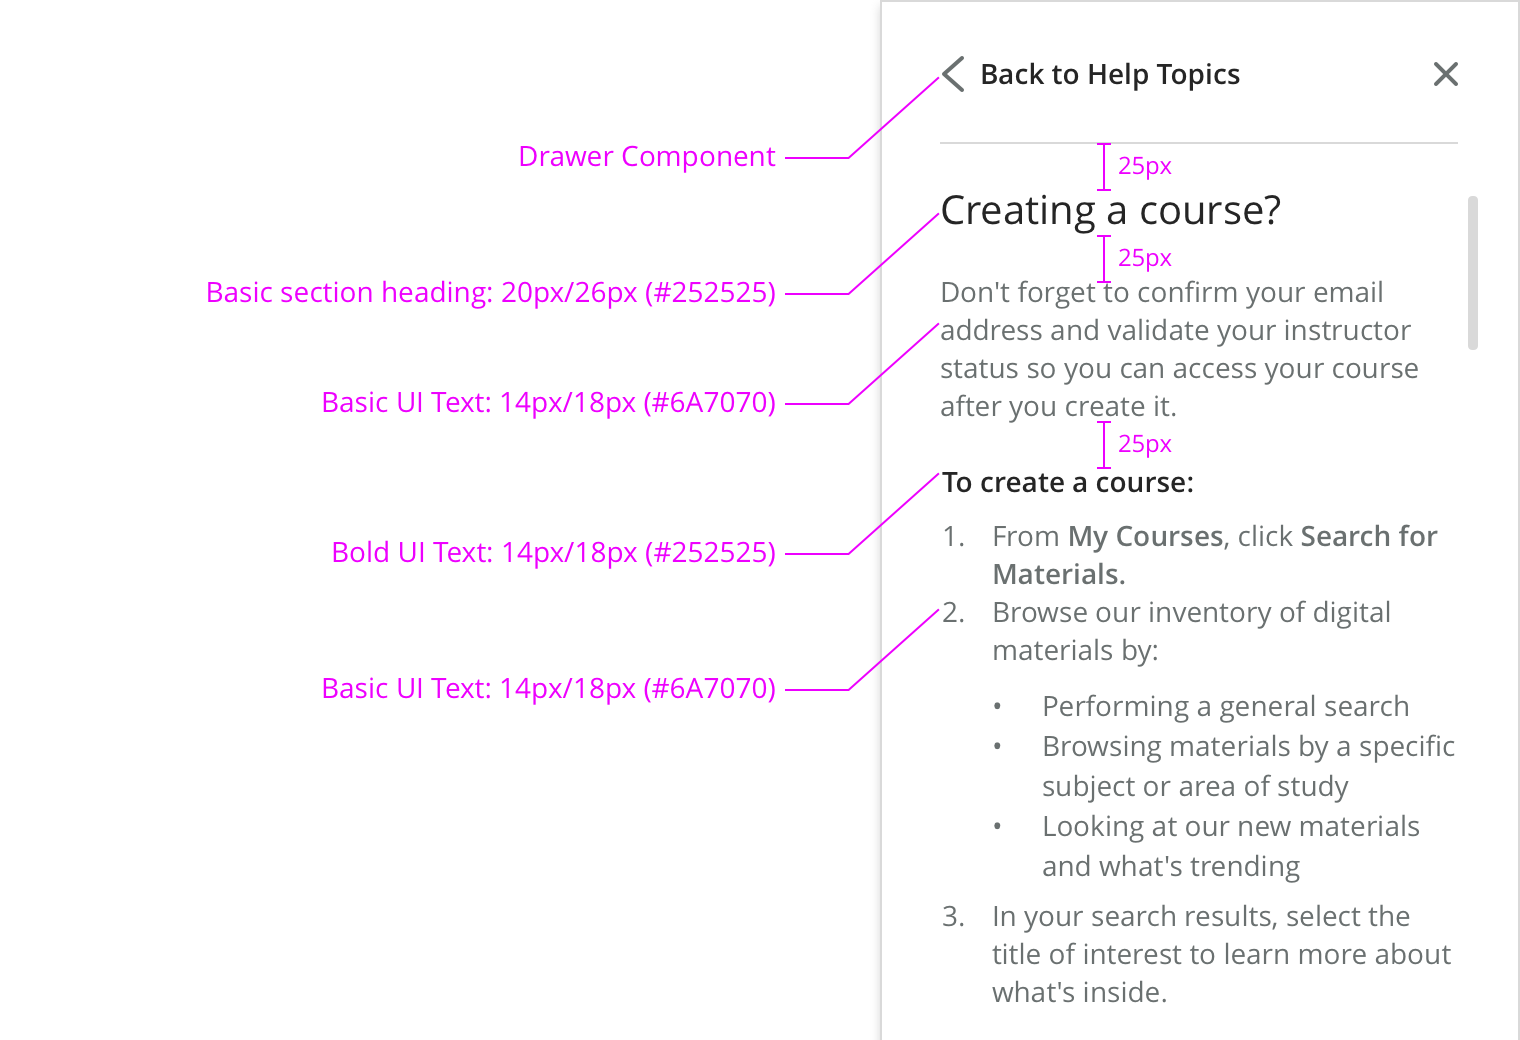 Back to Help Topics
Drawer Component
25px
Creating a course?
25px
Basic section heading: 20px/26px (#252525)
Don't forget to confirm your email
address and validate your instructor
status so you can access your course
after you create it.
Basic UI Text: 14px/18px (#6A7070)
25px
To create a course:
Bold UI Text: 14px/18px (#252525)
1. From My Courses, click Search for
Materials.
2. Browse our inventory of digital
materials by:
Basic UI Text: 14px/18px (#6A7070)
• Performing a general search
• Browsing materials by a specific
subject or area of study
• Looking at our new materials
and what's trending
3. In your search results, select the
title of interest to learn more about
what's inside.